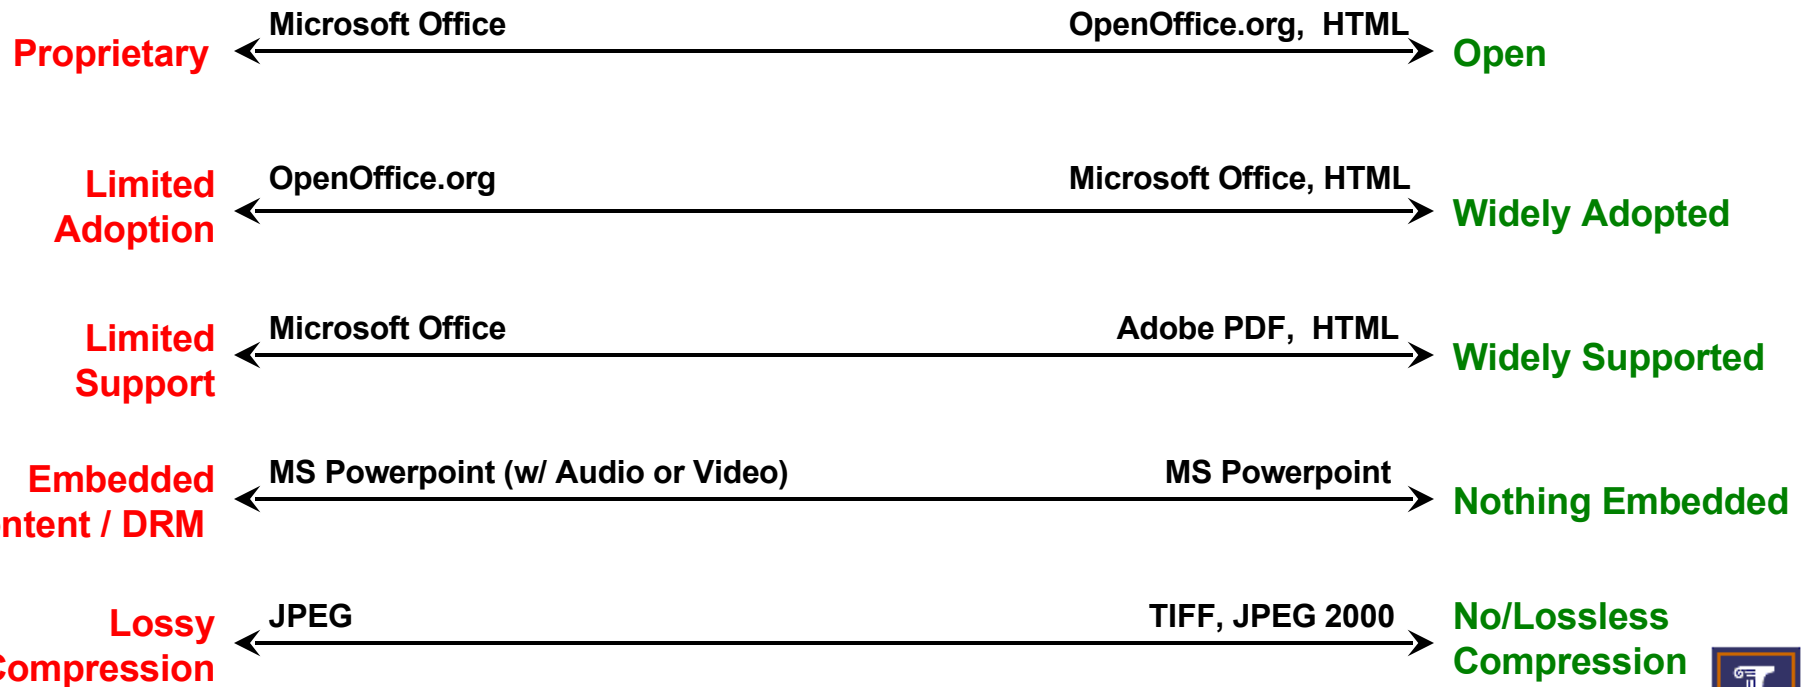 Microsoft Office OpenOffice.org, HTML
Proprietary Open
OpenOffice.org Microsoft Office, HTML
Limited
Adoption Widely Adopted
Microsoft Office Adobe PDF, HTML
Limited
Support Widely Supported
MS Powerpoint (w/ Audio or Video) MS Powerpoint
Embedded
ntent / DRM Nothing Embedded
JPEG TIFF, JPEG 2000
Lossy No/Lossless
Compression Compression